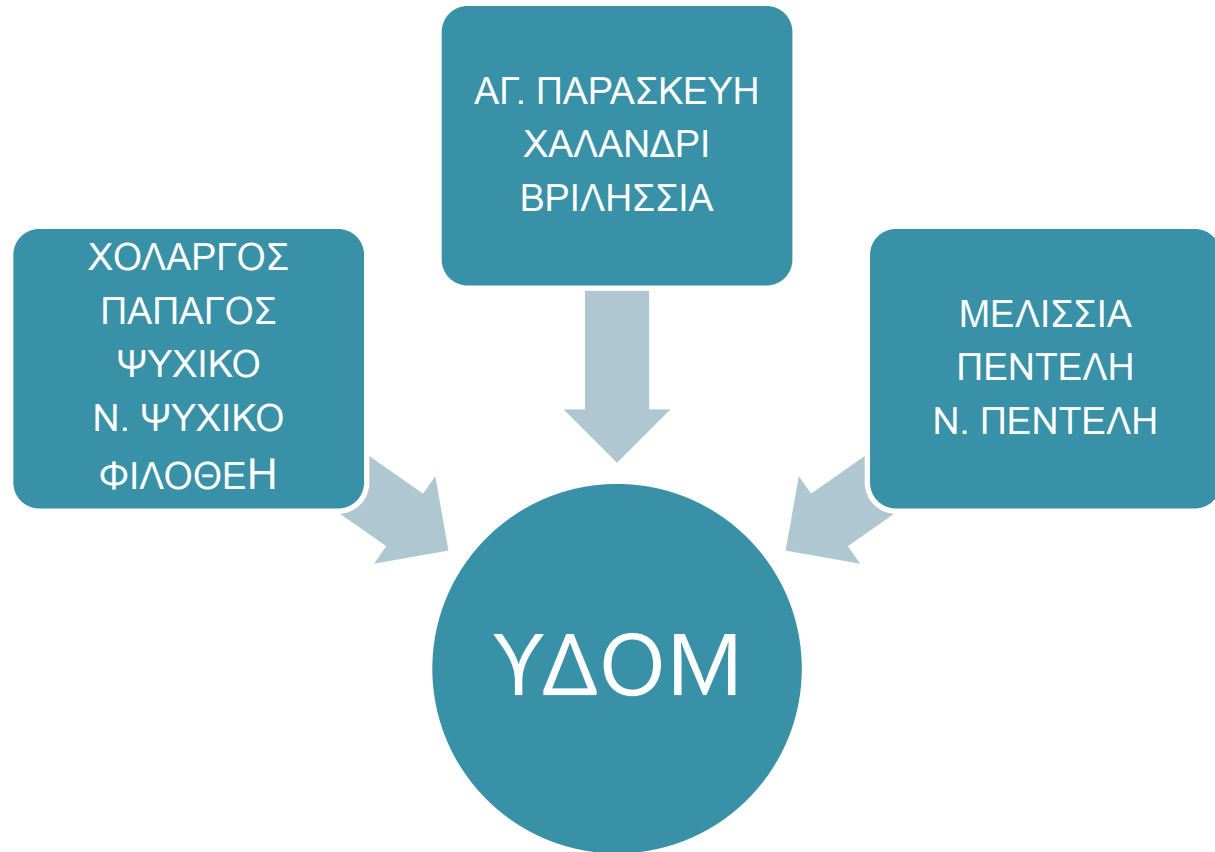 ΑΓ. ΠΑΡΑΣΚΕΥΗ
ΧΑΛΑΝΔΡΙ
ΒΡΙΛΗΣΣΙΑ
ΧΟΛΑΡΓΟΣ
ΠΑΠΑΓΟΣ
ΨΥΧΙΚΟ
Ν. ΨΥΧΙΚΟ
ΦΙΛΟΘΕΗ
ΜΕΛΙΣΣΙΑ
ΠΕΝΤΕΛΗ
Ν. ΠΕΝΤΕΛΗ
ΥΔΟΜ